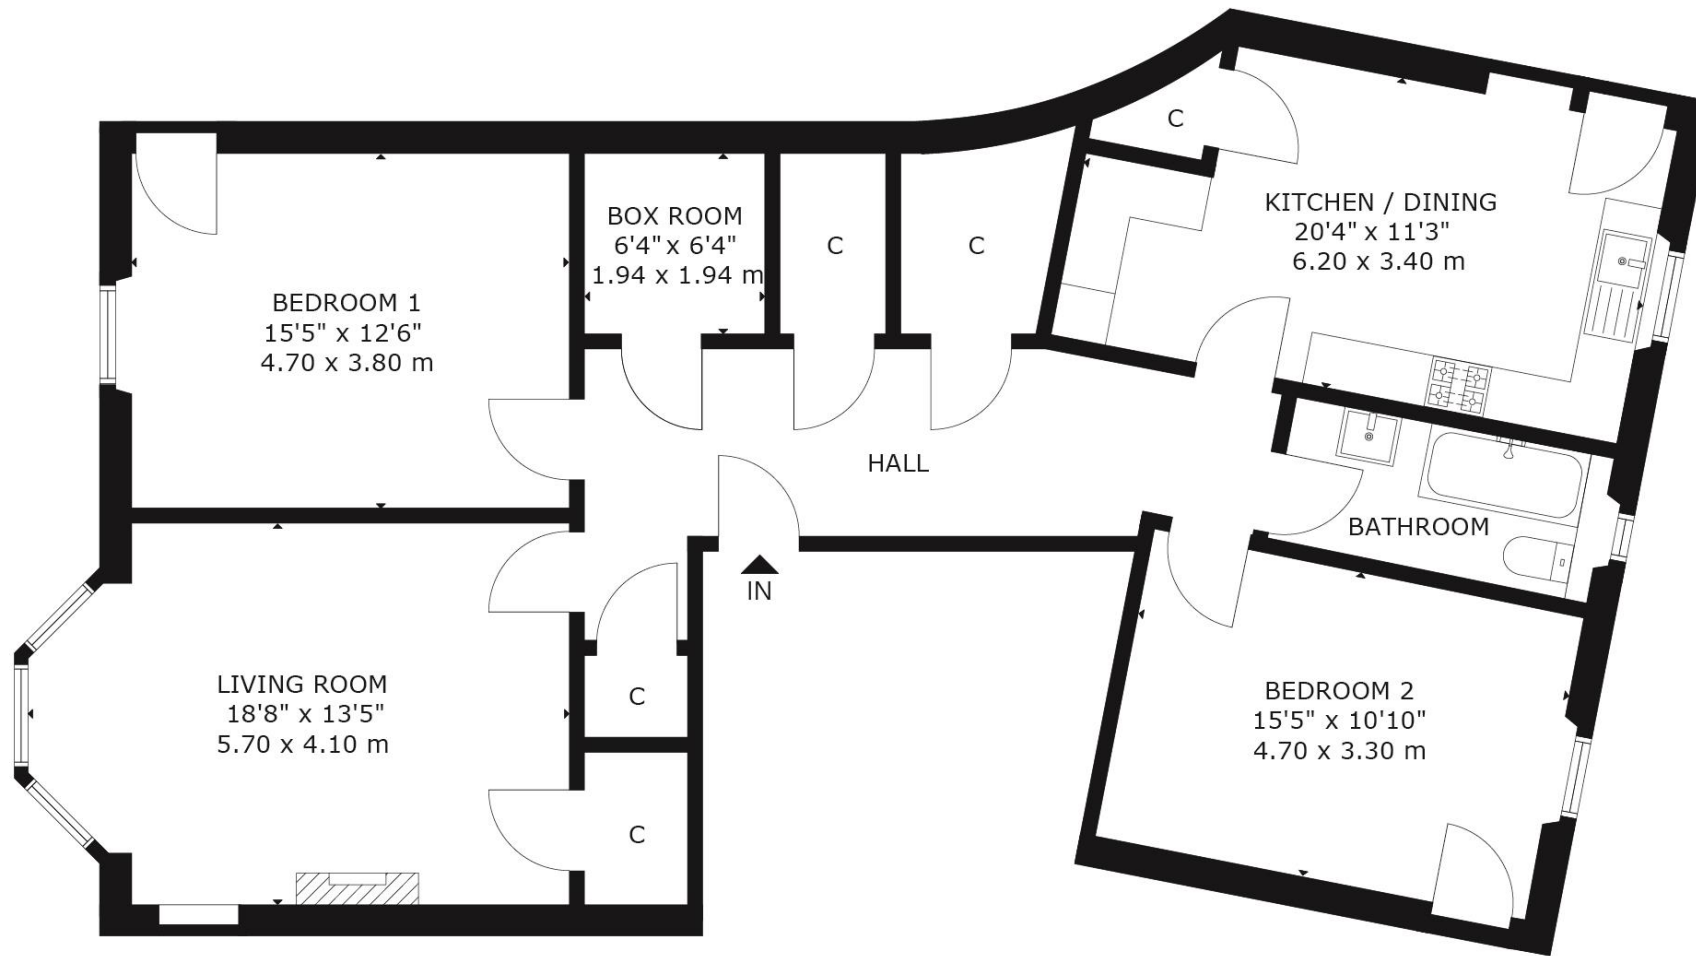 BEDROOM 1
15'5" x 12'6"
4.70 x 3.80 m
BOX ROOM
6'4" x 6'4"
1.94 x 1.94 m
C
C
C
KITCHEN / DINING
20'4" x 11'3"
6.20 x 3.40 m
HALL
BATHROOM
IN
LIVING ROOM
18'8" x 13'5"
5.70 x 4.10 m
C
C
BEDROOM 2
15'5" x 10'10"
4.70 x 3.30 m